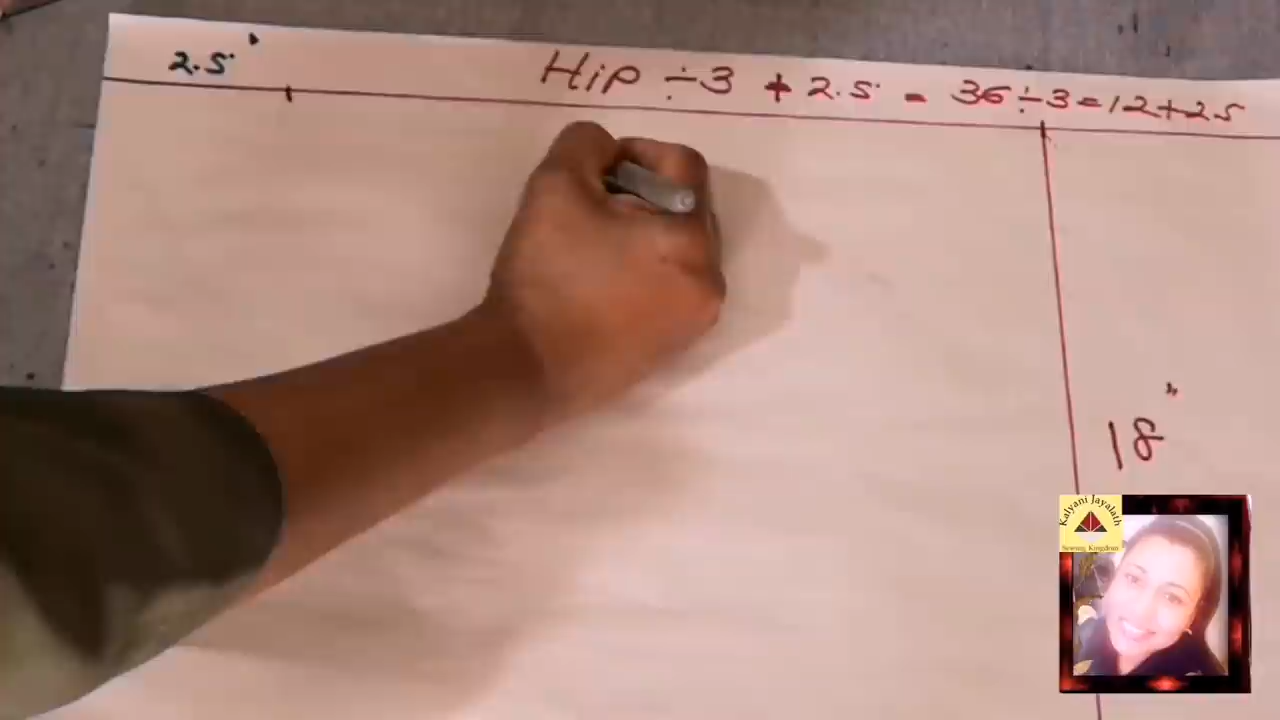 2.5"
Hip ÷3 + 2.5 = 36÷3=12+2.5
18"
Kalyani Jayalath
Sewing Kingdom